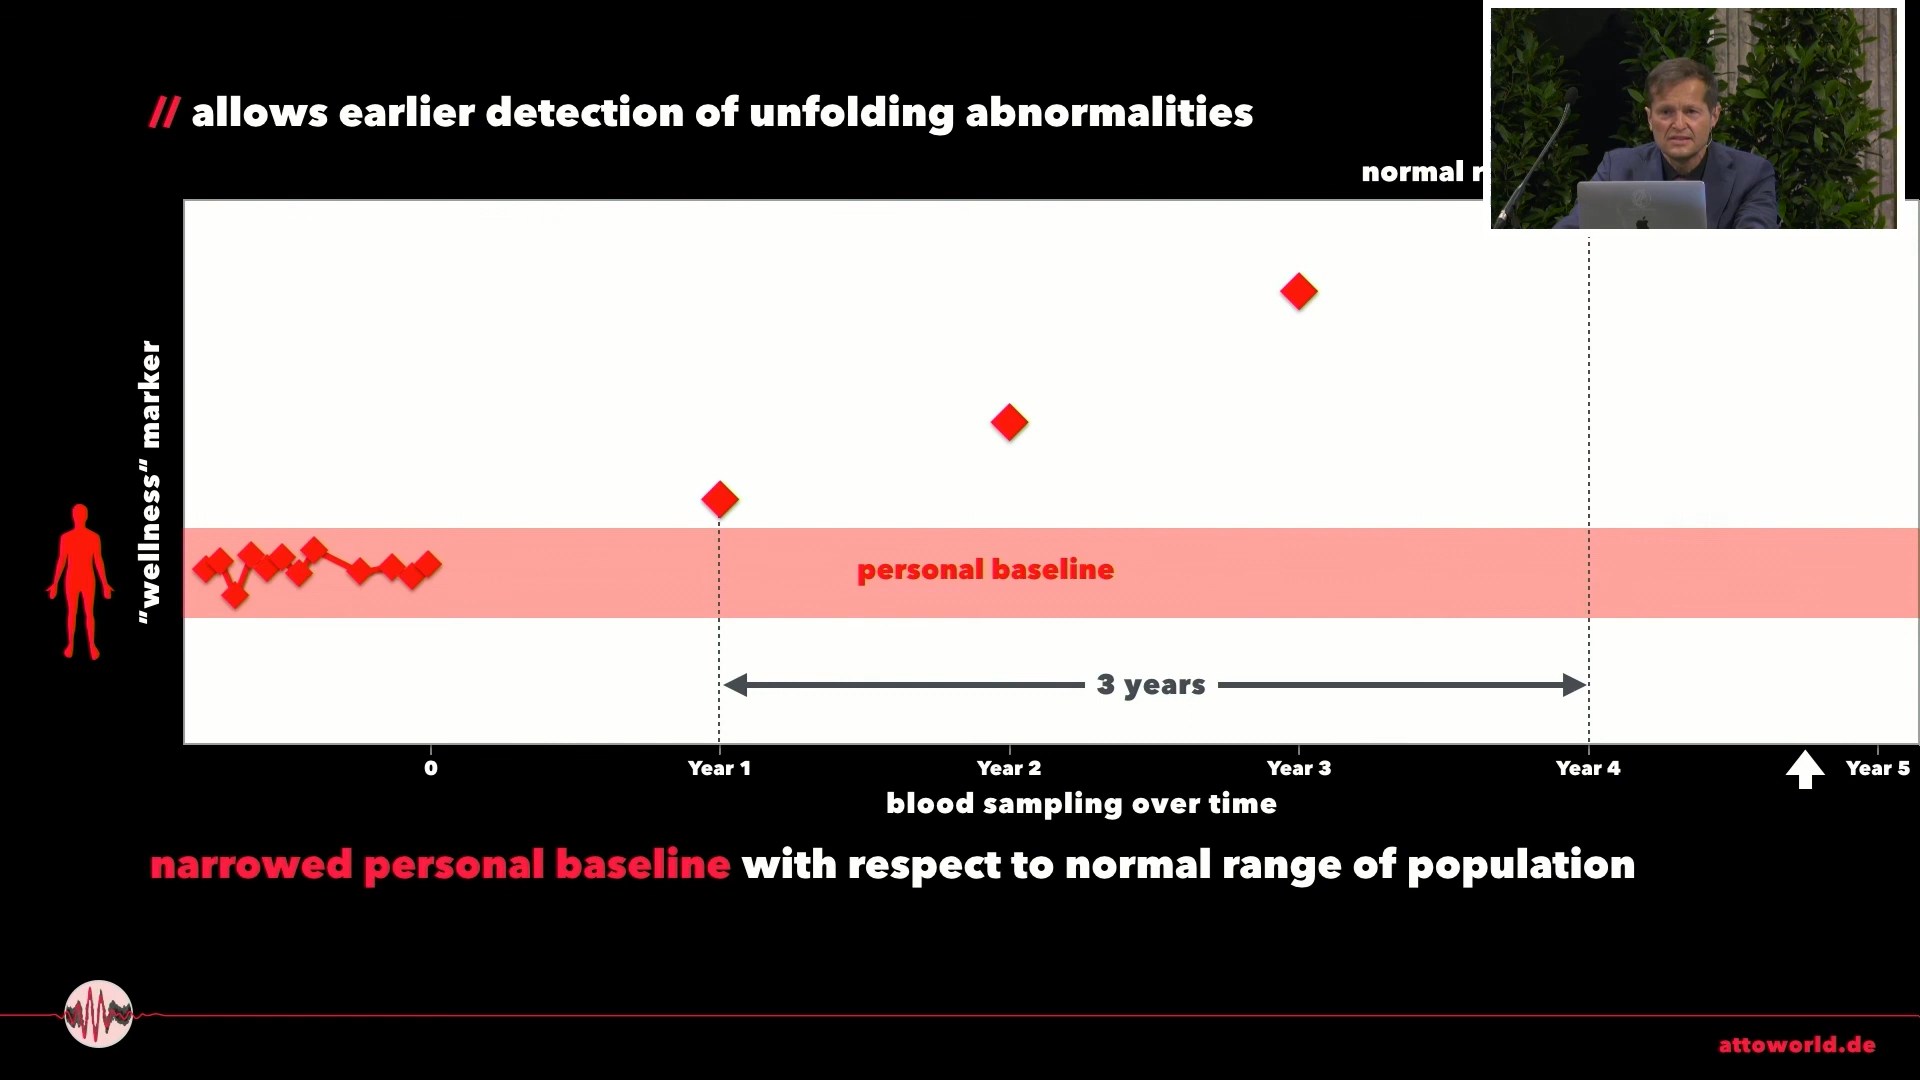 // allows earlier detection of unfolding abnormalities
normal
"wellness" marker
personal baseline
3 years
0 Year 1 Year 2 Year 3 Year 4 Year 5
blood sampling over time
narrowed personal baseline with respect to normal range of population
attoworld.de